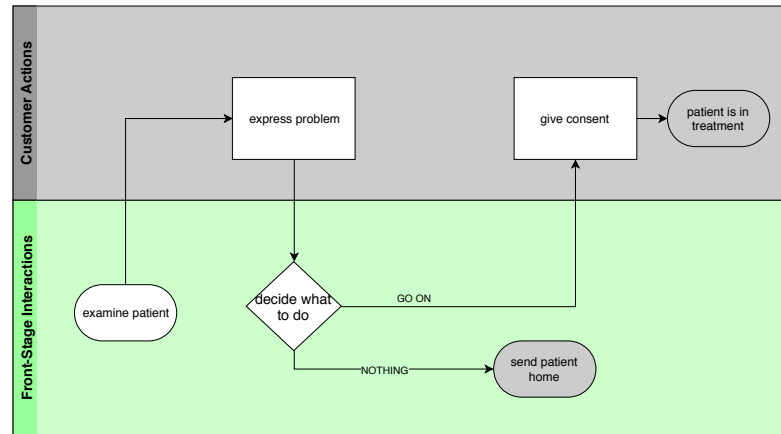 Customer Actions
express problem
give consent
patient is in
treatment
Front-Stage Interactions
examine patient
decide what
to do
GO ON
NOTHING
send patient
home